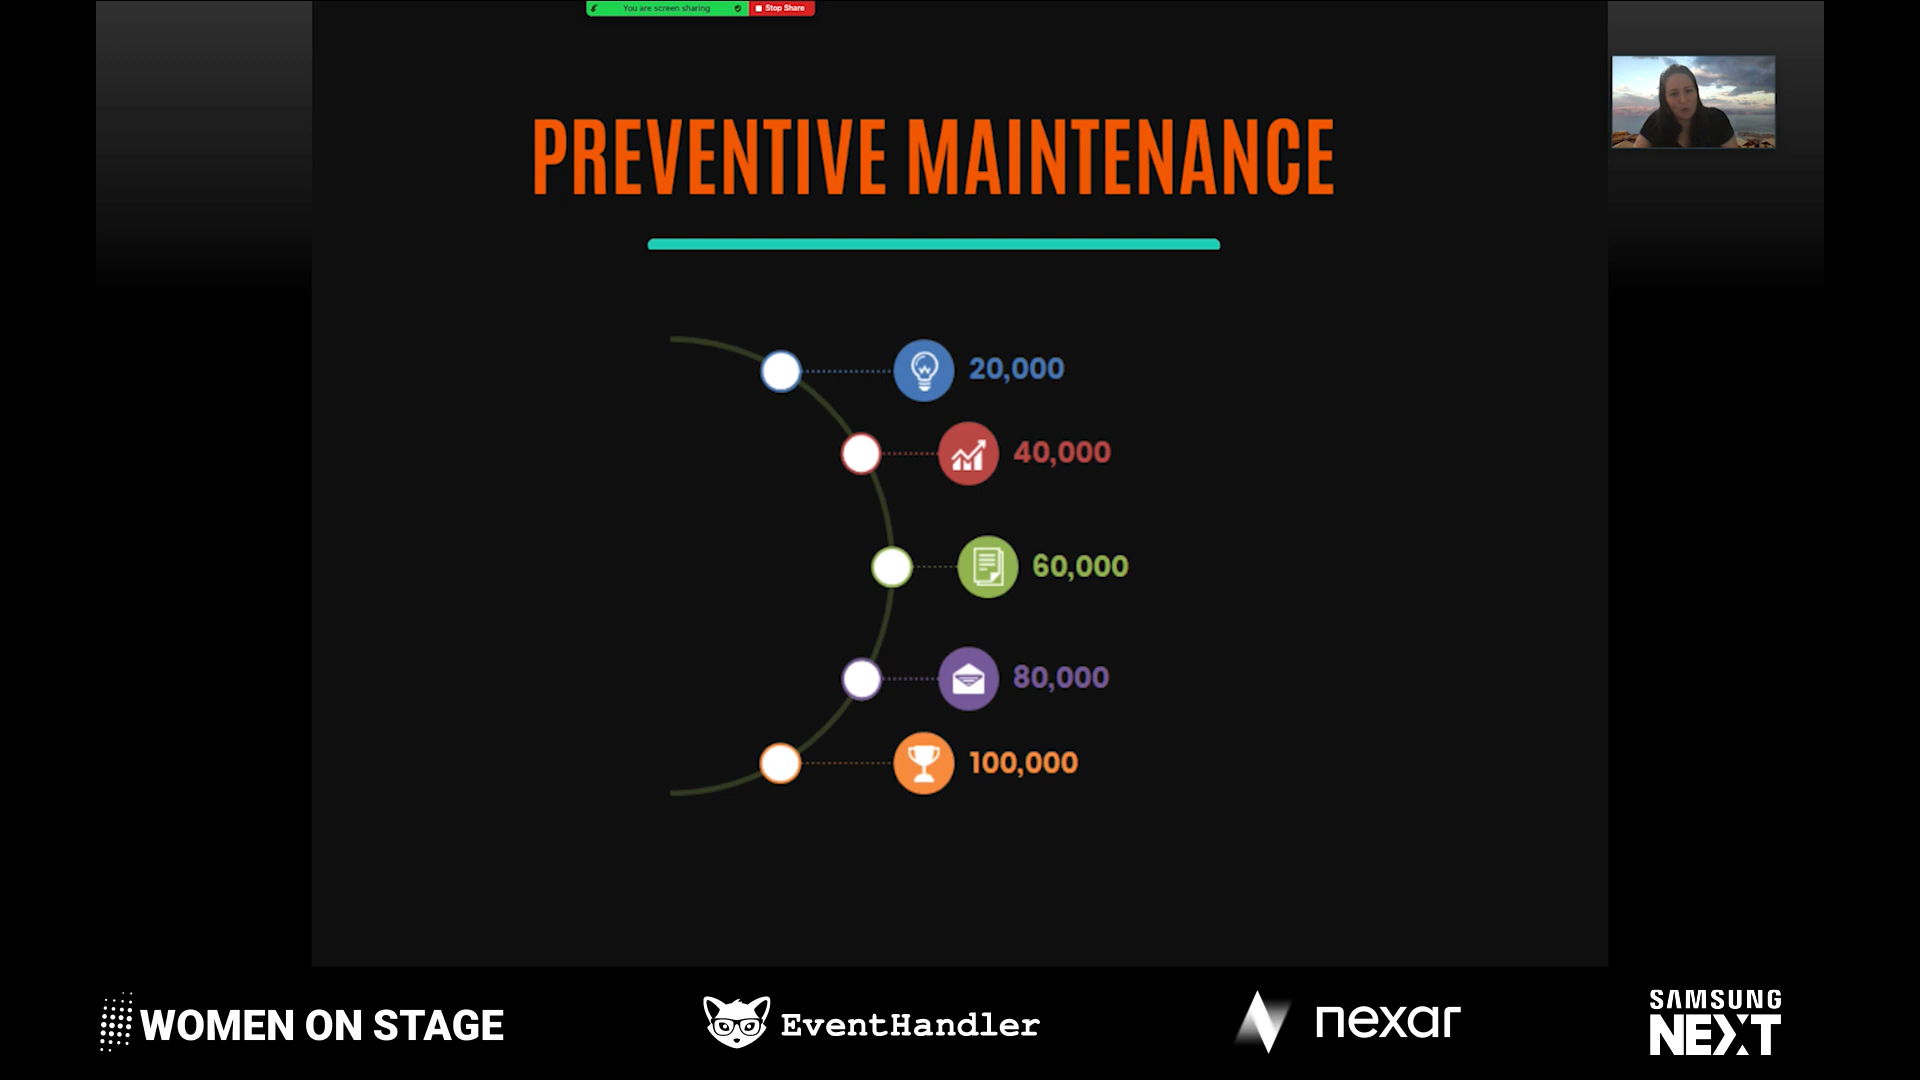 You are screen sharing
Stop Share
PREVENTIVE MAINTENANCE
20,000
40,000
60,000
80,000
100,000
WOMEN ON STAGE
EventHandler
nexar
SAMSUNG
NEXT